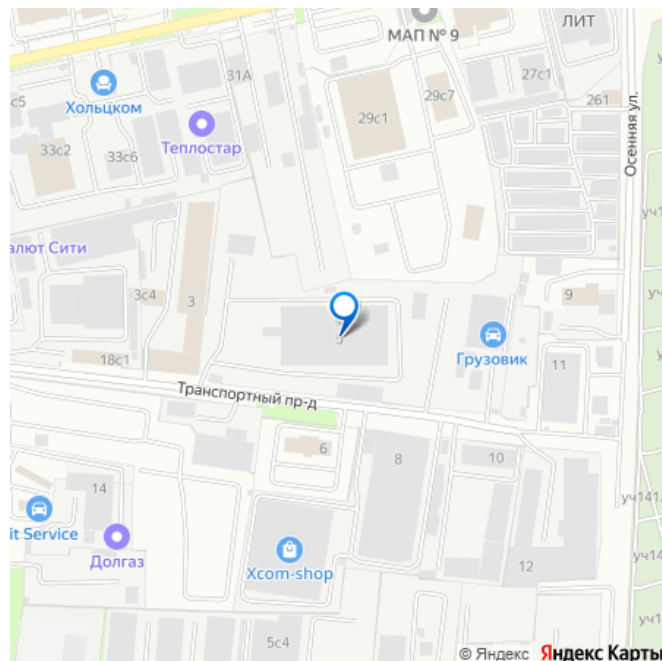 ЛИТ
МАП № 9
31А
27с1
Хольцком
с5
29с7
261
29с1
Осенняя ул.
Теплостар
33с2
33с6
уч1
алют Сити
3с4
3
9
18с1
Грузовик
11
Транспортный пр-д
6
8
10
14
уч141
it Service
Долгаз
Xcom-shop
12
уч14
уч1
5с4
© Яндекс Яндекс Карты